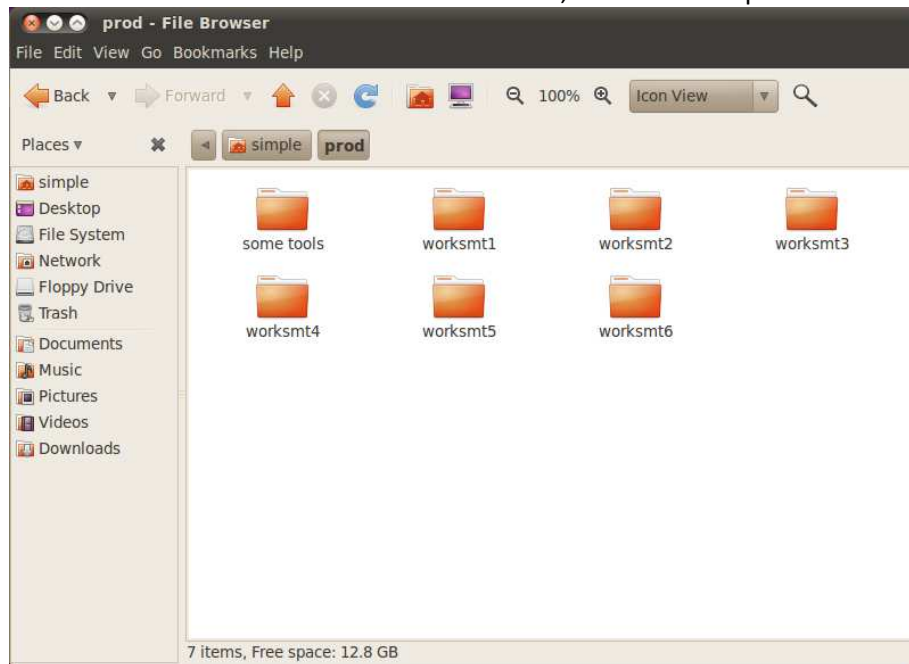 prod - File Browser
File Edit View Go Bookmarks Help
Back Forward 100% Icon View
Places simple prod
simple
Desktop
File System
Network
Floppy Drive
Trash
Documents
Music
Pictures
Videos
Downloads
some tools worksmt1 worksmt2 worksmt3
worksmt4 worksmt5 worksmt6
7 items, Free space: 12.8 GB